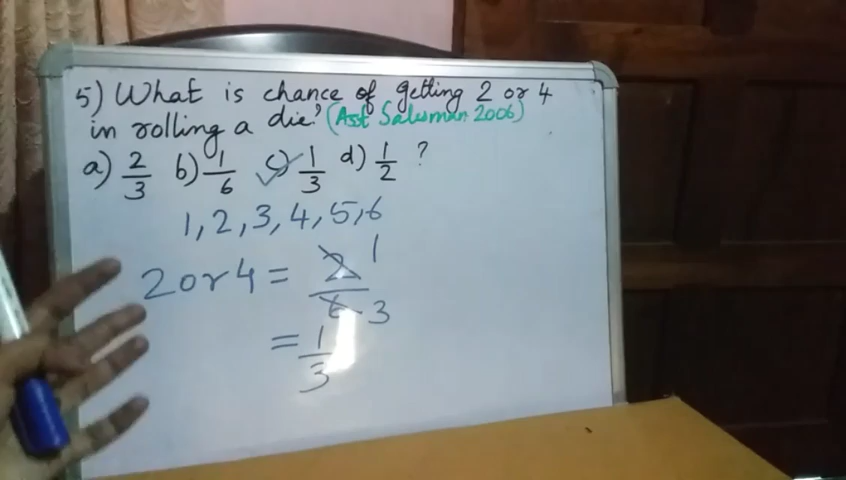 5) What is chance of getting 2 or 4
in rolling a die? (Asst Salesman 2006)
a) 2/3 b) 1/6 c) 1/3 d) 1/2 ?
1, 2, 3, 4, 5, 6
2 or 4 = 2/6 1 3
= 1/3